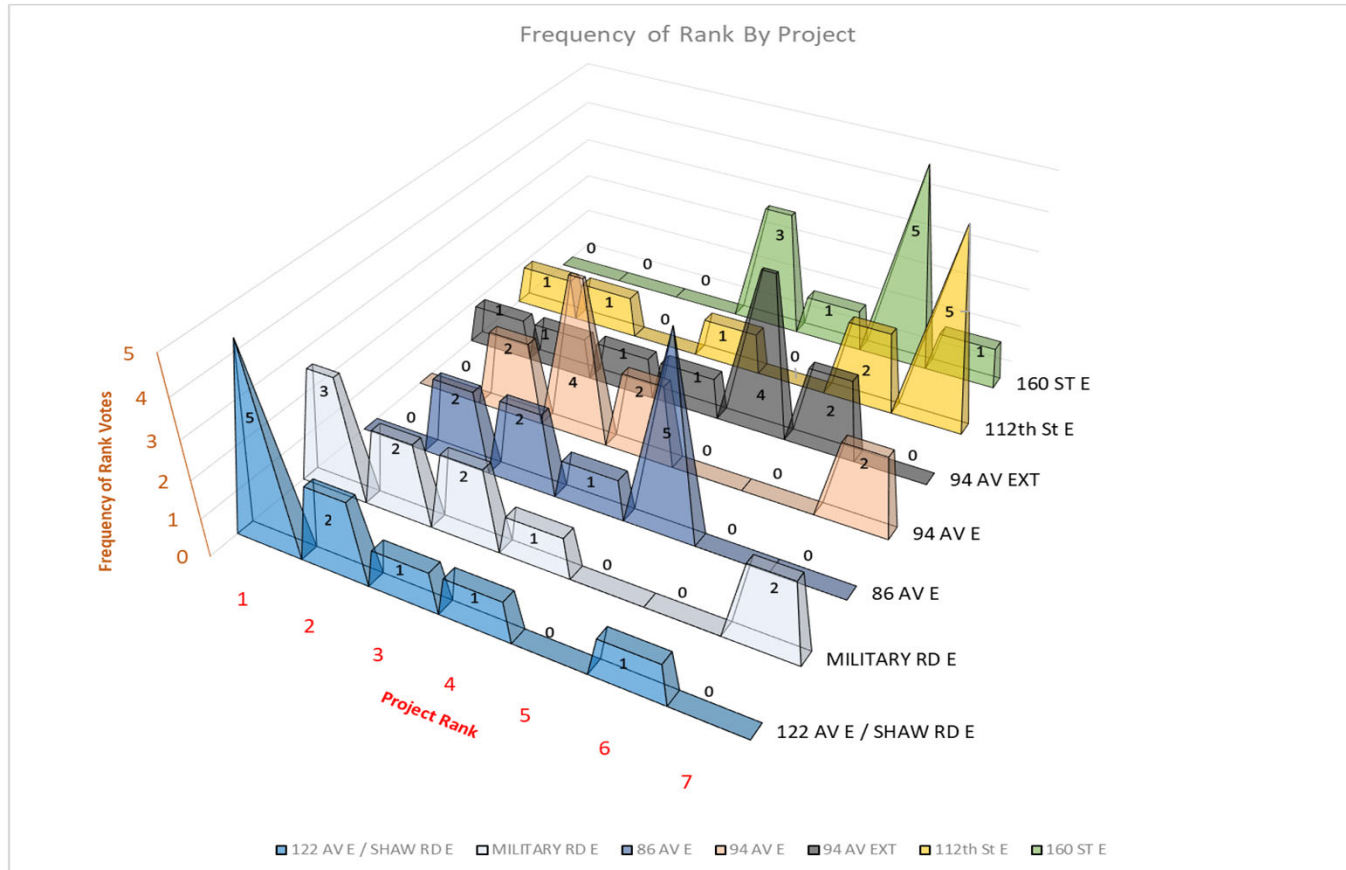 Frequency of Rank By Project
0 0 0 3 1 5 1
160 ST E
1 1 0 1 0 2 5
112th St E
1 1 1 1 4 2 0
94 AV EXT
0 2 4 2 0 0 2
94 AV E
0 2 2 1 5 0 0
86 AV E
3 2 2 1 0 0 2
MILITARY RD E
5 2 1 1 0 1 0
122 AV E / SHAW RD E
Frequency of Rank Votes
5
4
3
2
1
0
1
2
3
4
5
6
7
Project Rank
122 AV E / SHAW RD E MILITARY RD E 86 AV E 94 AV E 94 AV EXT 112th St E 160 ST E